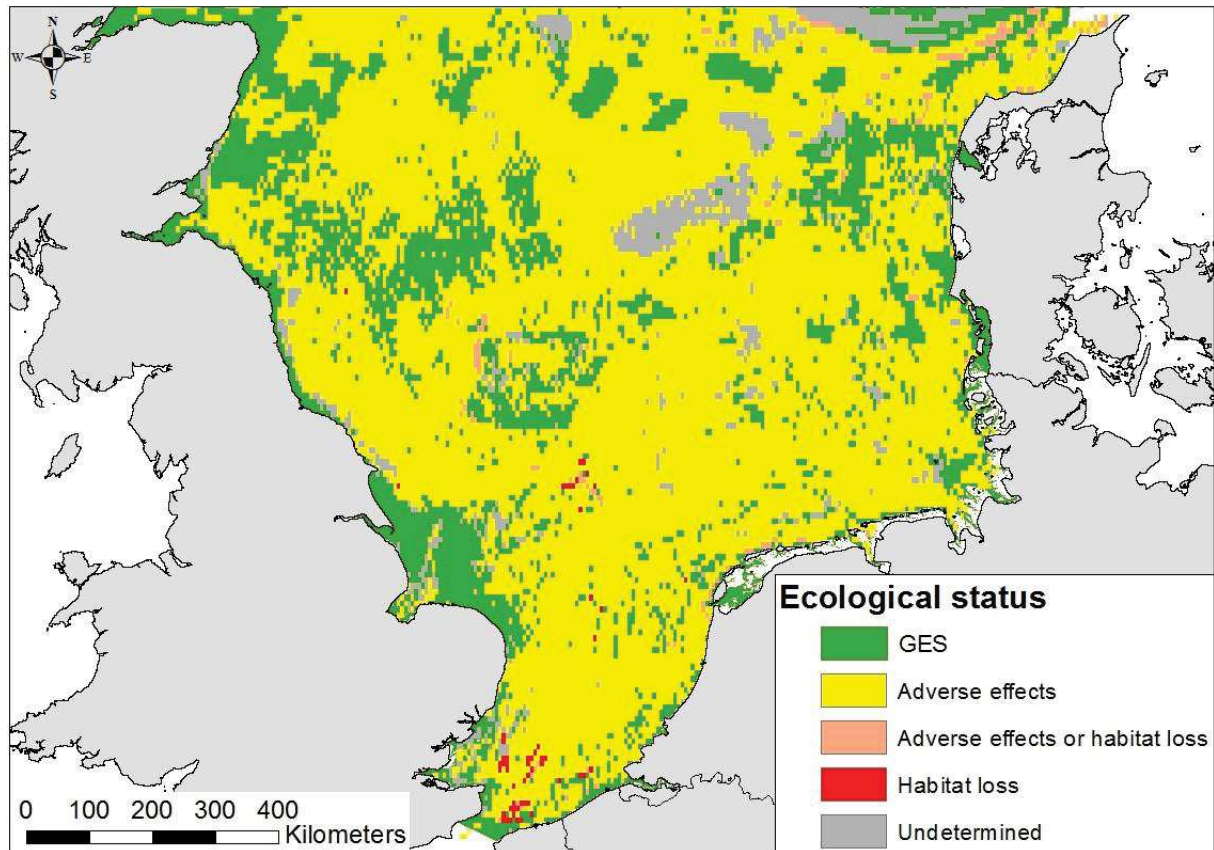 N
W E
S
Ecological status
GES
Adverse effects
Adverse effects or habitat loss
Habitat loss
Undetermined
0 100 200 300 400
Kilometers